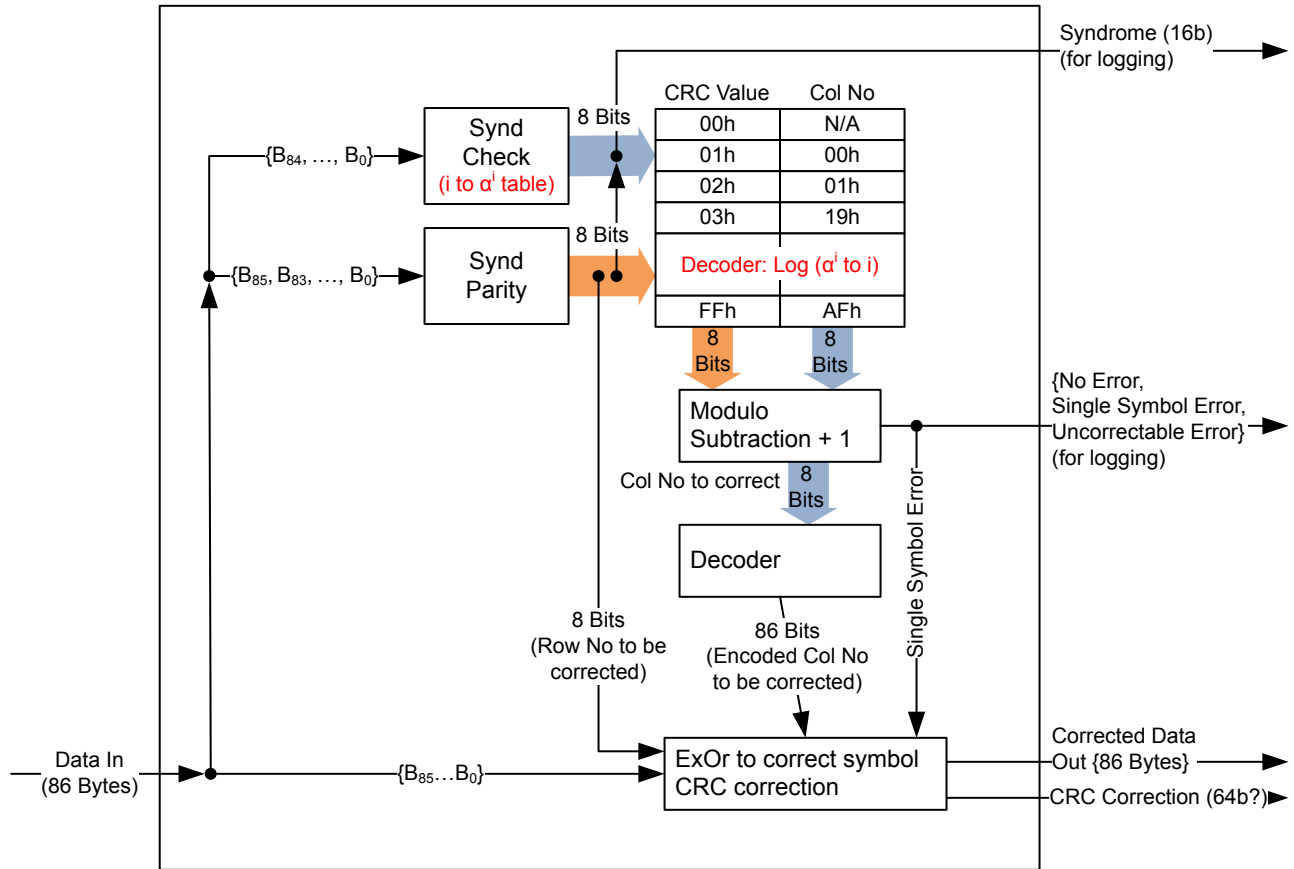 Syndrome (16b)
(for logging)
CRC Value
Col No
00h
N/A
01h
00h
02h
01h
03h
19h
Decoder: Log (αⁱ to i)
FFh
AFh
8 Bits
Synd
Check
(i to αⁱ table)
{B₈₄, …, B₀}
8 Bits
Synd
Parity
{B₈₅, B₈₃, …, B₀}
8
Bits
8
Bits
Modulo
Subtraction + 1
{No Error,
Single Symbol Error,
Uncorrectable Error}
(for logging)
Col No to correct
8
Bits
Decoder
Single Symbol Error
8 Bits
(Row No to be
corrected)
86 Bits
(Encoded Col No
to be corrected)
Data In
(86 Bytes)
{B₈₅…B₀}
ExOr to correct symbol
CRC correction
Corrected Data
Out {86 Bytes}
CRC Correction (64b?)